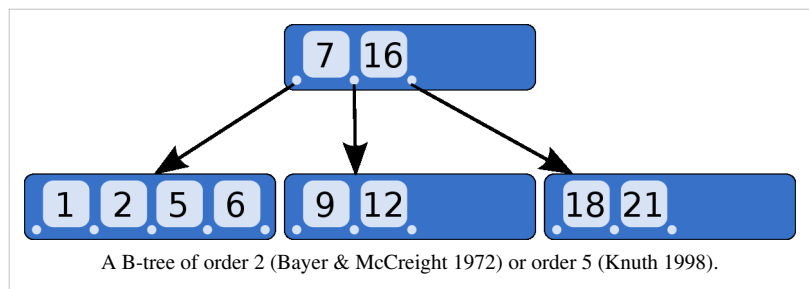 7 16
1 2 5 6 9 12 18 21
A B-tree of order 2 (Bayer & McCreight 1972) or order 5 (Knuth 1998).